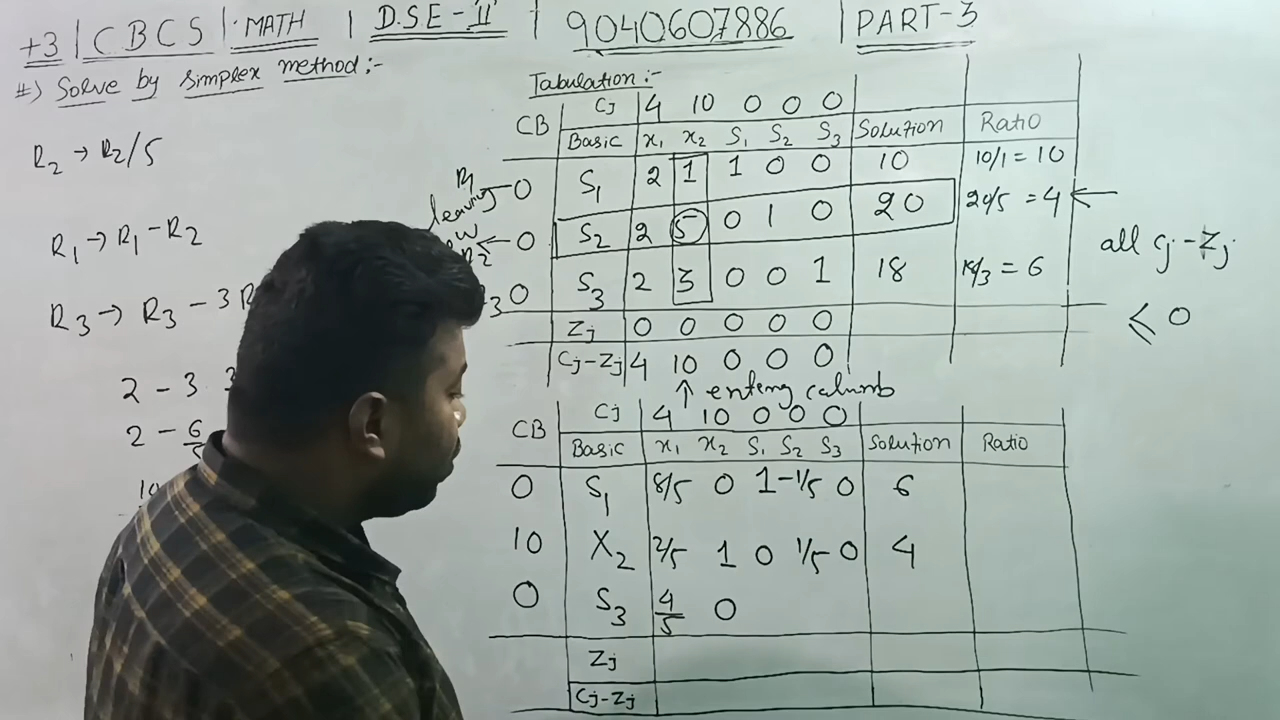 +3 | CBCS | MATH | D.SE-II | 9040607886 | PART-3
#) Solve by simplex method:-
R2 → R2/5
R1 → R1 - R2
R3 → R3 - 3
2 - 3
2 - 6
10
Tabulation:-
CB Cj 4 10 0 0 0
Basic x1 x2 S1 S2 S3 Solution Ratio
R1 0 S1 2 1 1 0 0 10 10/1 = 10
leaving
R2 ← 0 S2 2 5 0 1 0 20 20/5 = 4 ←
R3 0 S3 2 3 0 0 1 18 18/3 = 6
Zj 0 0 0 0 0
Cj-Zj 4 10 0 0 0
↑ entering
all Cj - Zj
≤ 0
CB Cj 4 10 0 0 0
Basic x1 x2 S1 S2 S3 Solution Ratio
0 S1 8/5 0 1 -1/5 0 6
10 X2 2/5 1 0 1/5 0 4
0 S3 4/5 0
Zj
Cj-Zj